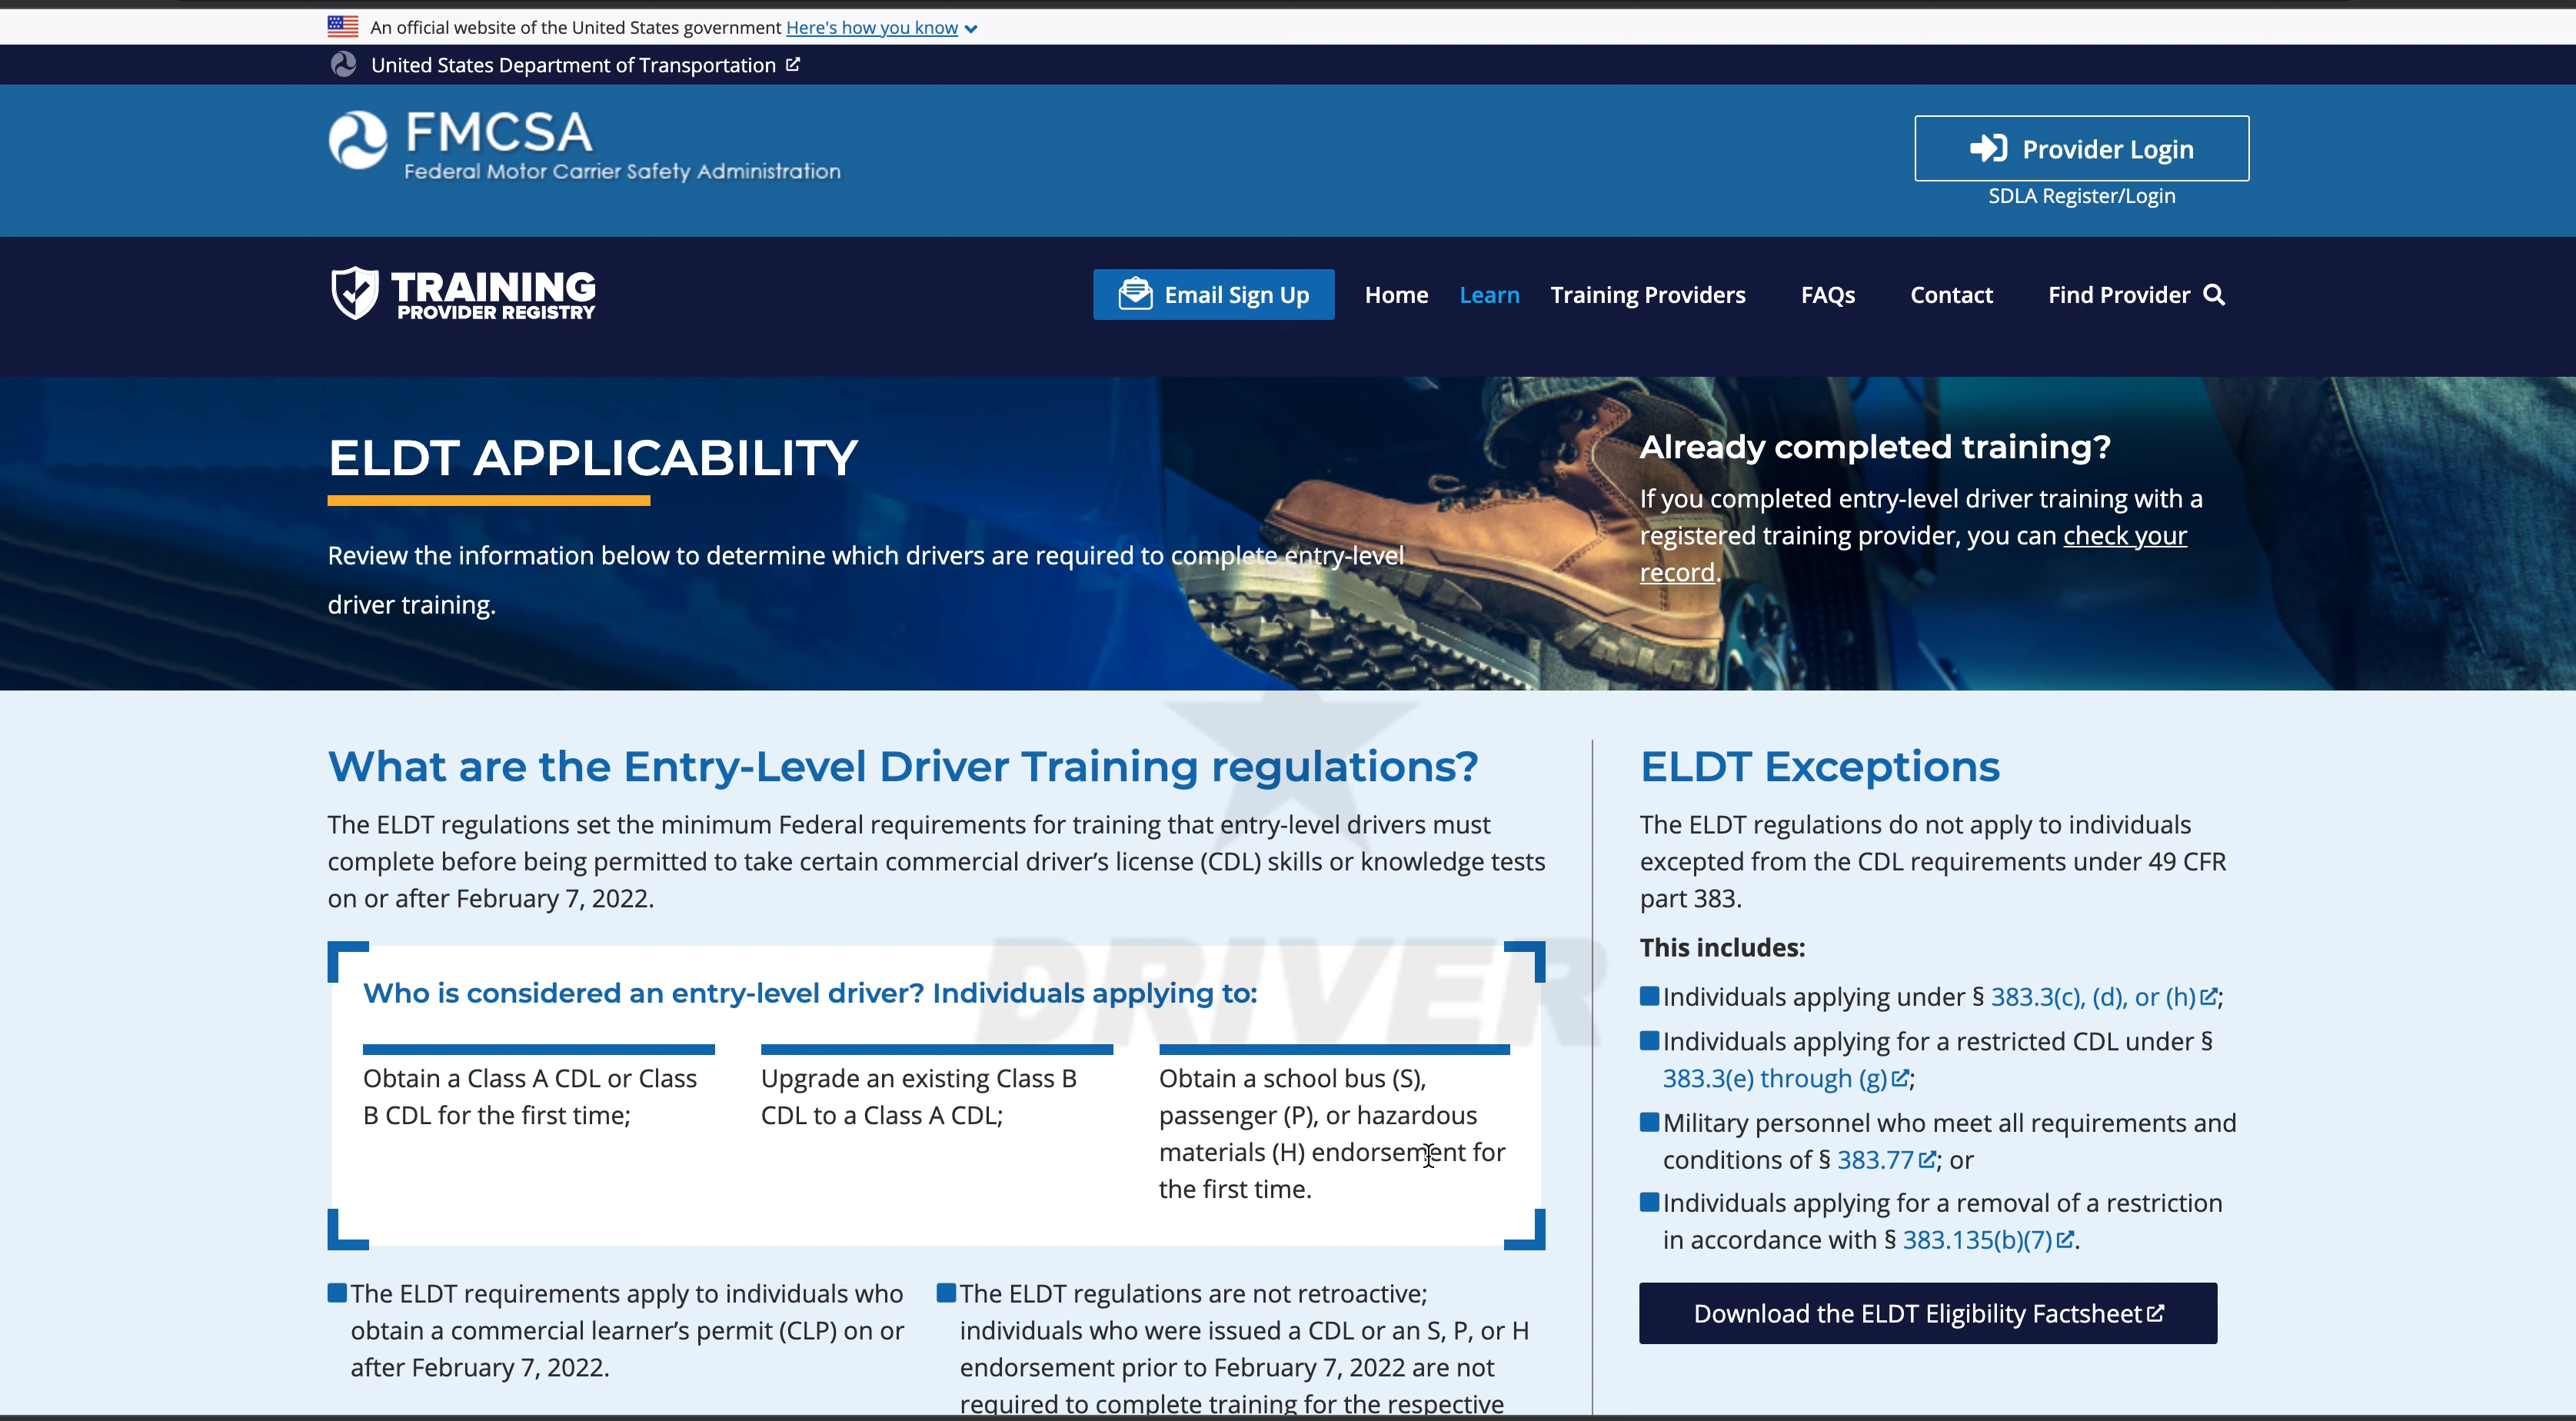 An official website of the United States government Here's how you know
United States Department of Transportation
FMCSA
Federal Motor Carrier Safety Administration
Provider Login
SDLA Register/Login
TRAINING
PROVIDER REGISTRY
Email Sign Up
Home
Learn
Training Providers
FAQs
Contact
Find Provider
ELDT APPLICABILITY
Review the information below to determine which drivers are required to complete entry-level
driver training.
Already completed training?
If you completed entry-level driver training with a
registered training provider, you can check your
record.
What are the Entry-Level Driver Training regulations?
The ELDT regulations set the minimum Federal requirements for training that entry-level drivers must
complete before being permitted to take certain commercial driver's license (CDL) skills or knowledge tests
on or after February 7, 2022.
DRIVER
Who is considered an entry-level driver? Individuals applying to:
Obtain a Class A CDL or Class
B CDL for the first time;
Upgrade an existing Class B
CDL to a Class A CDL;
Obtain a school bus (S),
passenger (P), or hazardous
materials (H) endorsement for
the first time.
The ELDT requirements apply to individuals who
obtain a commercial learner's permit (CLP) on or
after February 7, 2022.
The ELDT regulations are not retroactive;
individuals who were issued a CDL or an S, P, or H
endorsement prior to February 7, 2022 are not
required to complete training for the respective
ELDT Exceptions
The ELDT regulations do not apply to individuals
excepted from the CDL requirements under 49 CFR
part 383.
This includes:
Individuals applying under § 383.3(c), (d), or (h);
Individuals applying for a restricted CDL under §
383.3(e) through (g);
Military personnel who meet all requirements and
conditions of § 383.77; or
Individuals applying for a removal of a restriction
in accordance with § 383.135(b)(7).
Download the ELDT Eligibility Factsheet